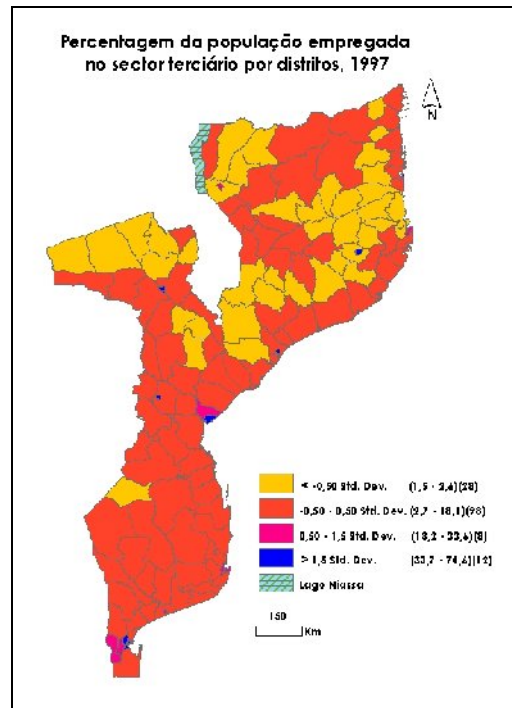 Percentagem da população empregada
no sector terciário por distritos, 1997
N
< -0,50 Std. Dev. (1,5 - 2,6)(28)
-0,50 - 0,50 Std. Dev. (2,7 - 18,1)(98)
0,50 - 1,5 Std. Dev. (18,2 - 33,6)(8)
> 1,5 Std. Dev. (33,7 - 74,6)(12)
Lago Niassa
150
Km